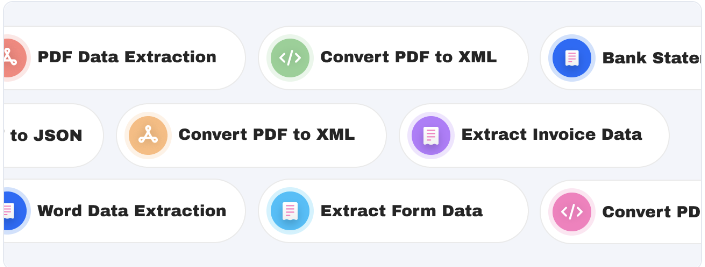 PDF Data Extraction
Convert PDF to XML
Bank State
to JSON
Convert PDF to XML
Extract Invoice Data
Word Data Extraction
Extract Form Data
Convert PD